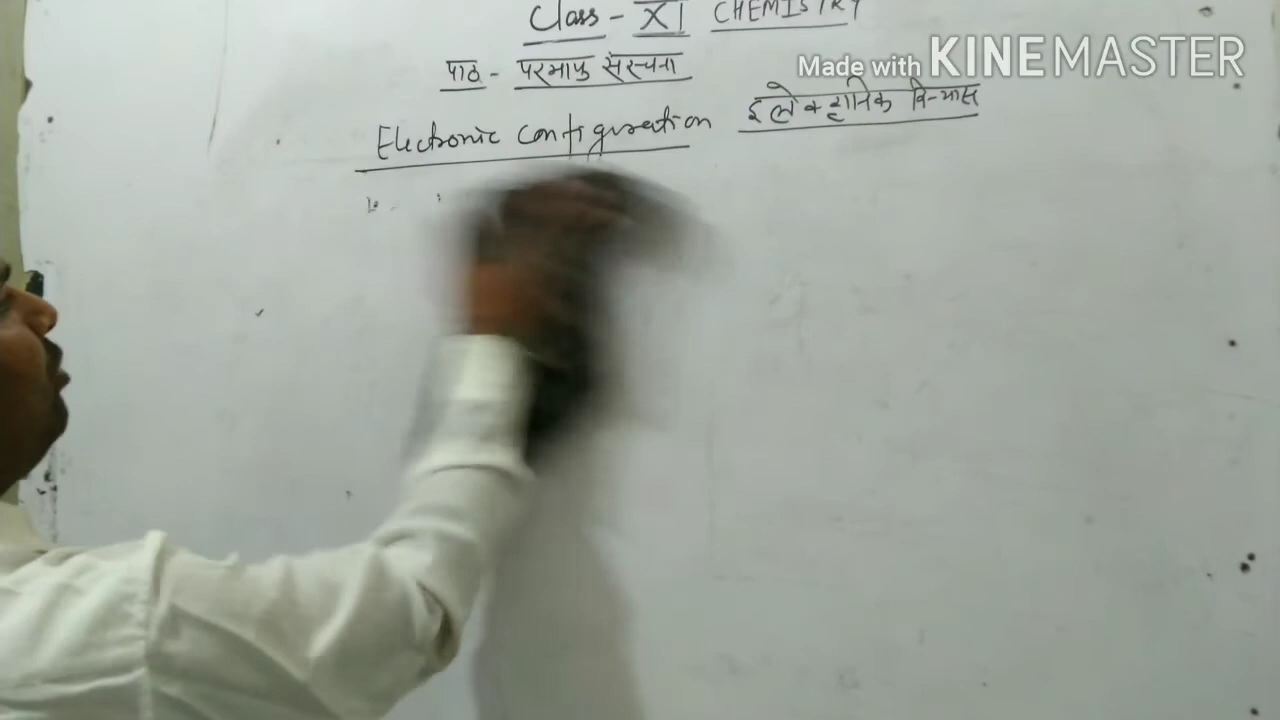 Class - XI CHEMISTRY
Made with KINEMASTER
पाठ - परमाणु संरचना
Electronic configuration इलेक्ट्रानिक विन्यास